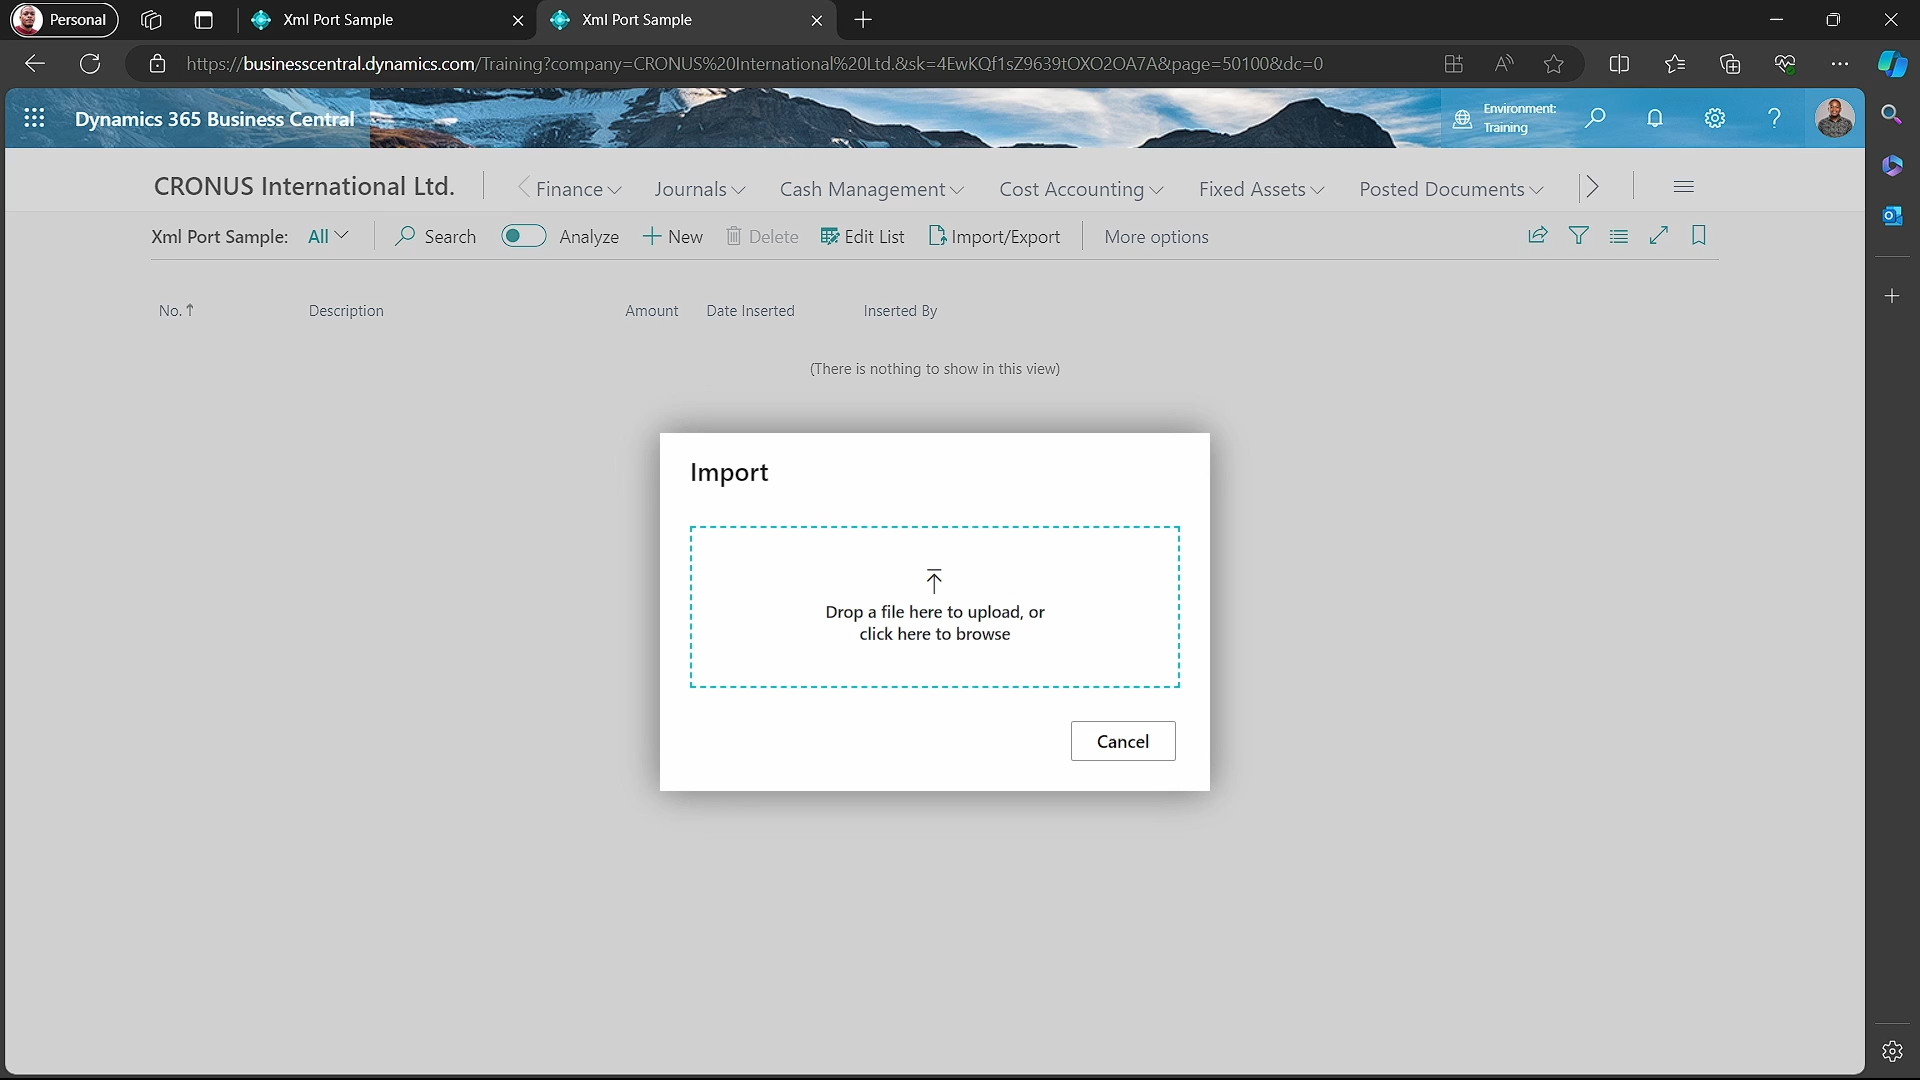 Personal
Xml Port Sample
Xml Port Sample
https://businesscentral.dynamics.com/Training?company=CRONUS%20International%20Ltd.&sk=4EwKQf1sZ9639tOXO2OA7A&page=50100&dc=0
Dynamics 365 Business Central
Environment:
Training
CRONUS International Ltd.
Finance
Journals
Cash Management
Cost Accounting
Fixed Assets
Posted Documents
Xml Port Sample:
All
Search
Analyze
New
Delete
Edit List
Import/Export
More options
No.↑
Description
Amount
Date Inserted
Inserted By
(There is nothing to show in this view)
Import
Drop a file here to upload, or
click here to browse
Cancel